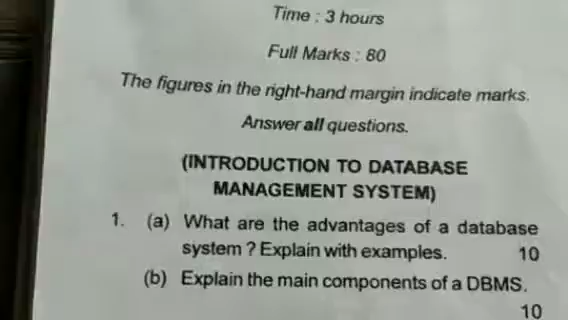 Time : 3 hours
Full Marks : 80
The figures in the right-hand margin indicate marks.
Answer all questions.
(INTRODUCTION TO DATABASE
MANAGEMENT SYSTEM)
1. (a) What are the advantages of a database
system ? Explain with examples. 10
(b) Explain the main components of a DBMS.
10